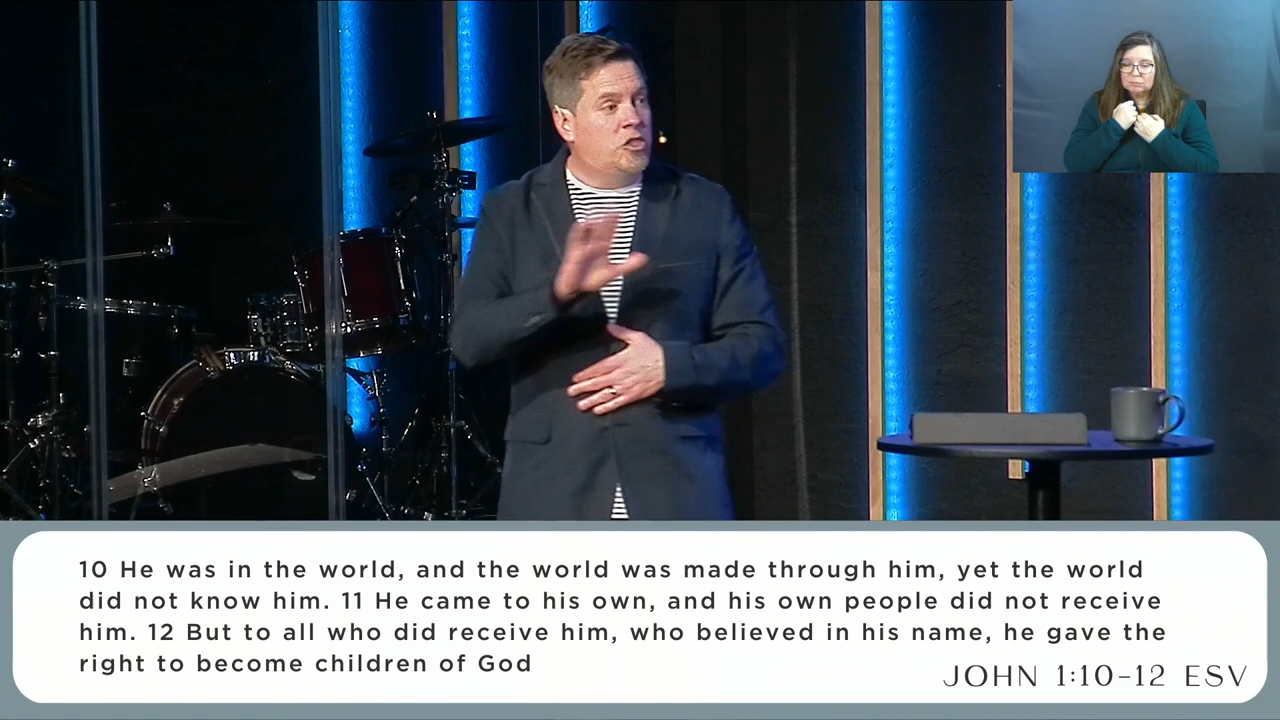 10 He was in the world, and the world was made through him, yet the world
did not know him. 11 He came to his own, and his own people did not receive
him. 12 But to all who did receive him, who believed in his name, he gave the
right to become children of God
JOHN 1:10-12 ESV